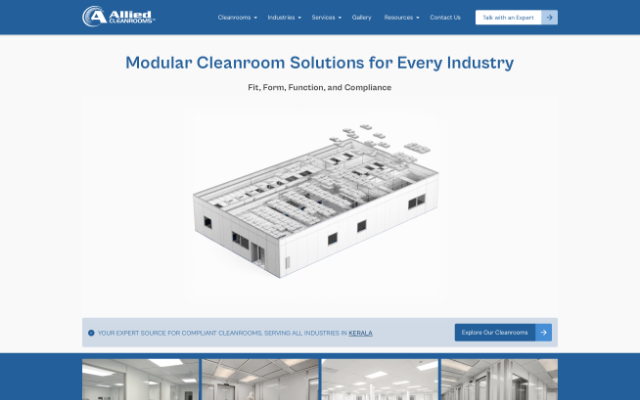 Allied
CLEANROOMS
Cleanrooms
Industries
Services
Gallery
Resources
Contact Us
Talk with an Expert
Modular Cleanroom Solutions for Every Industry
Fit, Form, Function, and Compliance
YOUR EXPERT SOURCE FOR COMPLIANT CLEANROOMS, SERVING ALL INDUSTRIES IN KERALA
Explore Our Cleanrooms